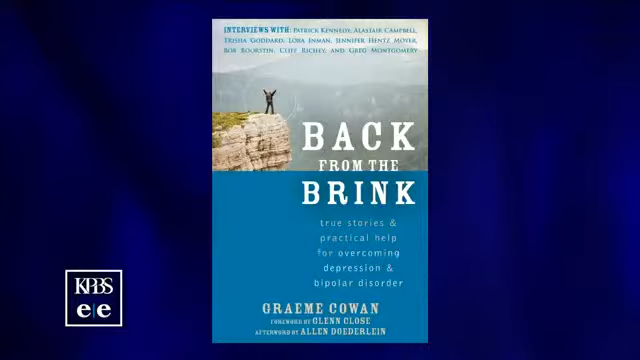 INTERVIEWS WITH: PATRICK KENNEDY, ALASTAIR CAMPBELL,
TRISHA GODDARD, LORA INMAN, JENNIFER HENTZ MOYER,
BOB BOORSTIN, CLIFF RICHEY, AND GREG MONTGOMERY
BACK
FROM THE
BRINK
true stories &
practical help
for overcoming
depression &
bipolar disorder
GRAEME COWAN
FOREWORD BY GLENN CLOSE
AFTERWORD BY ALLEN DOEDERLEIN
KPBS
e|e